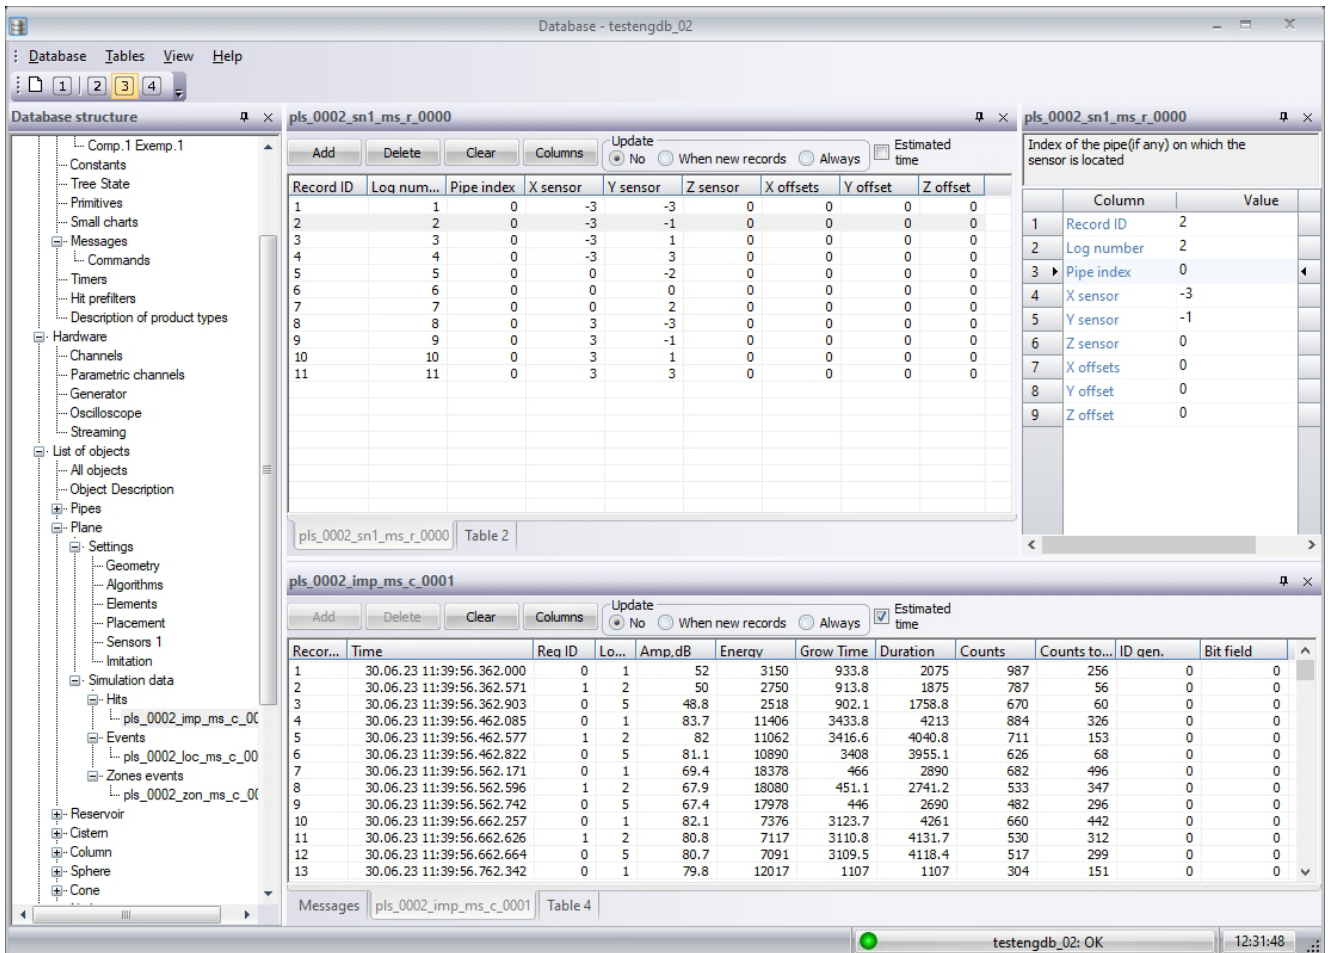 Database - testengdb_02
Database Tables View Help
1 2 3 4
Database structure
Comp.1 Exemp.1
Constants
Tree State
Primitives
Small charts
Messages
Commands
Timers
Hit prefilters
Description of product types
Hardware
Channels
Parametric channels
Generator
Oscilloscope
Streaming
List of objects
All objects
Object Description
Pipes
Plane
Settings
Geometry
Algorithms
Elements
Placement
Sensors 1
Imitation
Simulation data
Hits
pls_0002_imp_ms_c_00
Events
pls_0002_loc_ms_c_00
Zones events
pls_0002_zon_ms_c_0(
Reservoir
Cistern
Column
Sphere
Cone
pls_0002_sn1_ms_r_0000
Add Delete Clear Columns Update No When new records Always Estimated time
Record ID Log num... Pipe index X sensor Y sensor Z sensor X offsets Y offset Z offset
1 1 0 -3 -3 0 0 0 0
2 2 0 -3 -1 0 0 0 0
3 3 0 -3 1 0 0 0 0
4 4 0 -3 3 0 0 0 0
5 5 0 0 -2 0 0 0 0
6 6 0 0 0 0 0 0 0
7 7 0 0 2 0 0 0 0
8 8 0 3 -3 0 0 0 0
9 9 0 3 -1 0 0 0 0
10 10 0 3 1 0 0 0 0
11 11 0 3 3 0 0 0 0
pls_0002_sn1_ms_r_0000 Table 2
pls_0002_sn1_ms_r_0000
Index of the pipe(if any) on which the
sensor is located
Column Value
1 Record ID 2
2 Log number 2
3 Pipe index 0
4 X sensor -3
5 Y sensor -1
6 Z sensor 0
7 X offsets 0
8 Y offset 0
9 Z offset 0
pls_0002_imp_ms_c_0001
Add Delete Clear Columns Update No When new records Always Estimated time
Recor... Time Reg ID Lo... Amp,dB Energy Grow Time Duration Counts Counts to... ID gen. Bit field
1 30.06.23 11:39:56.362.000 0 1 52 3150 933.8 2075 987 256 0 0
2 30.06.23 11:39:56.362.571 1 2 50 2750 913.8 1875 787 56 0 0
3 30.06.23 11:39:56.362.903 0 5 48.8 2518 902.1 1758.8 670 60 0 0
4 30.06.23 11:39:56.462.085 0 1 83.7 11406 3433.8 4213 884 326 0 0
5 30.06.23 11:39:56.462.577 1 2 82 11062 3416.6 4040.8 711 153 0 0
6 30.06.23 11:39:56.462.822 0 5 81.1 10890 3408 3955.1 626 68 0 0
7 30.06.23 11:39:56.562.171 0 1 69.4 18378 466 2890 682 496 0 0
8 30.06.23 11:39:56.562.596 1 2 67.9 18080 451.1 2741.2 533 347 0 0
9 30.06.23 11:39:56.562.742 0 5 67.4 17978 446 2690 482 296 0 0
10 30.06.23 11:39:56.662.257 0 1 82.1 7376 3123.7 4261 660 442 0 0
11 30.06.23 11:39:56.662.626 1 2 80.8 7117 3110.8 4131.7 530 312 0 0
12 30.06.23 11:39:56.662.664 0 5 80.7 7091 3109.5 4118.4 517 299 0 0
13 30.06.23 11:39:56.762.342 0 1 79.8 12017 1107 1107 304 151 0 0
Messages pls_0002_imp_ms_c_0001 Table 4
testengdb_02: OK 12:31:48